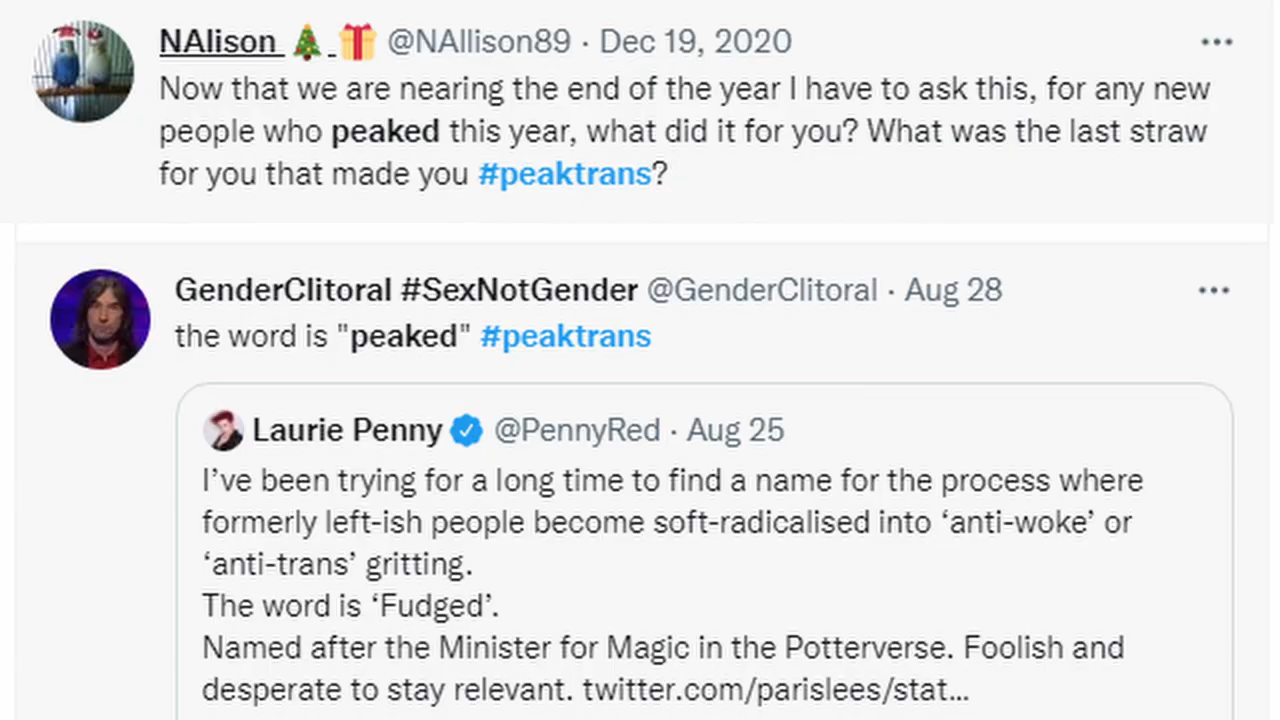 NAlison 🎄 🎁 @NAllison89 · Dec 19, 2020
Now that we are nearing the end of the year I have to ask this, for any new
people who peaked this year, what did it for you? What was the last straw
for you that made you #peaktrans?
GenderClitoral #SexNotGender @GenderClitoral · Aug 28
the word is "peaked" #peaktrans
Laurie Penny @PennyRed · Aug 25
I’ve been trying for a long time to find a name for the process where
formerly left-ish people become soft-radicalised into ‘anti-woke’ or
‘anti-trans’ gritting.
The word is ‘Fudged’.
Named after the Minister for Magic in the Potterverse. Foolish and
desperate to stay relevant. twitter.com/parislees/stat…